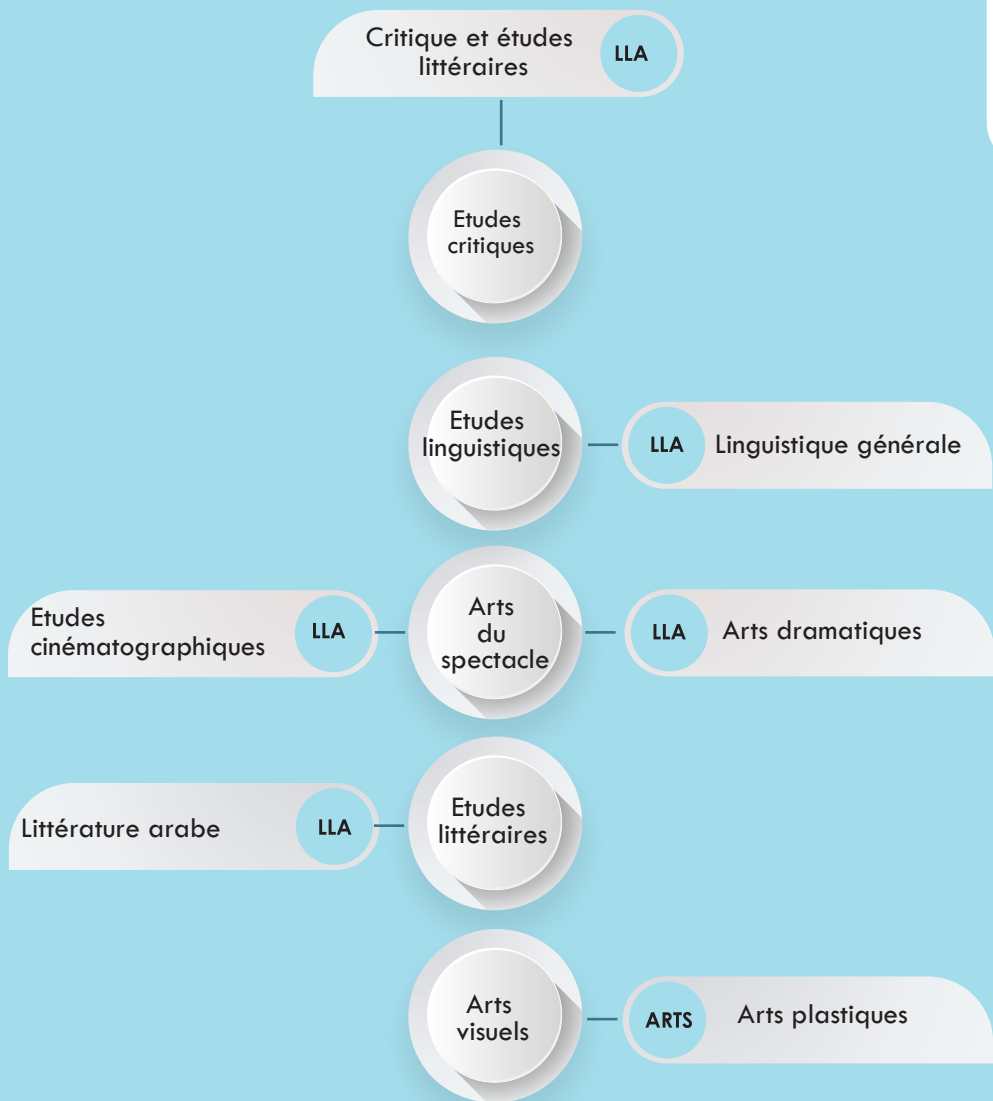 Critique et études
littéraires
LLA
Etudes
critiques
Etudes
linguistiques
LLA
Linguistique générale
Etudes
cinématographiques
LLA
Arts
du
spectacle
LLA
Arts dramatiques
Littérature arabe
LLA
Etudes
littéraires
Arts
visuels
ARTS
Arts plastiques